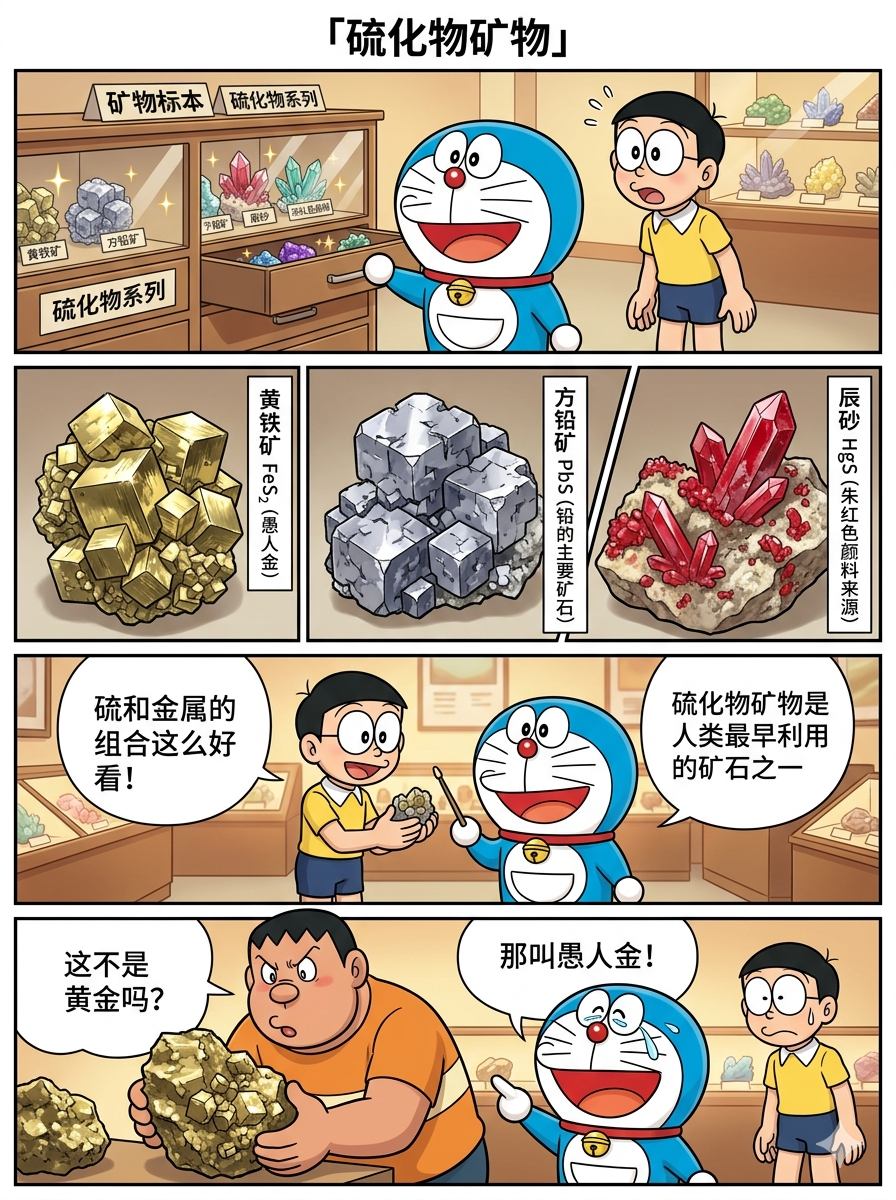 「硫化物矿物」
矿物标本
硫化物系列
黄铁矿
方铅矿
辰砂
硫化物系列
黄铁矿 FeS₂ (愚人金)
方铅矿 PbS (铅的主要矿石)
辰砂 HgS (朱红色颜料来源)
硫和金属的
组合这么好
看！
硫化物矿物是
人类最早利用
的矿石之一
这不是
黄金吗？
那叫愚人金！